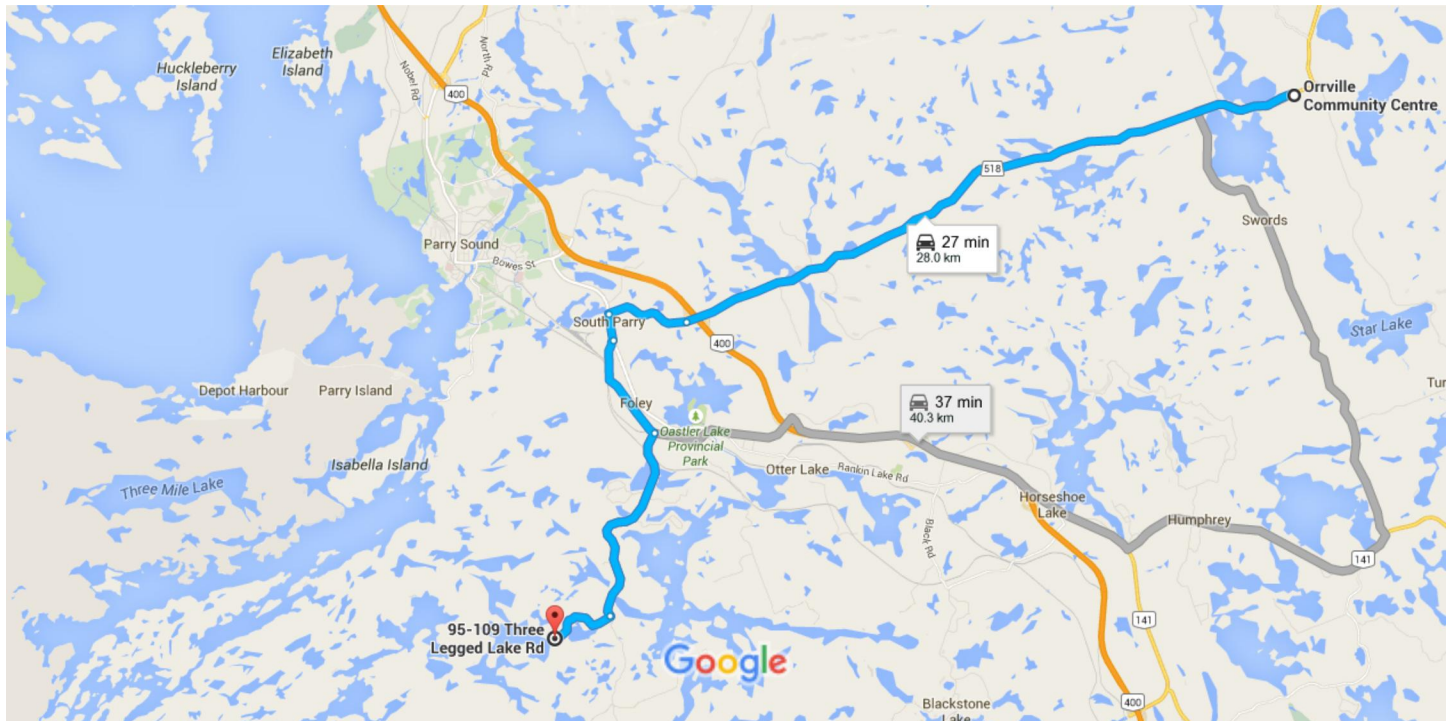 Huckleberry
Island
Elizabeth
Island
Nobel Rd
North Rd
400
Orrville
Community Centre
518
Swords
Parry Sound
Bowes St
27 min
28.0 km
South Parry
400
Star Lake
Depot Harbour
Parry Island
Foley
37 min
40.3 km
Tur
Oastler Lake
Provincial
Park
Isabella Island
Otter Lake
Rankin Lake Rd
Three Mile Lake
Horseshoe
Lake
Humphrey
Black Rd
141
95-109 Three
Legged Lake Rd
141
Google
Blackstone
Lake
400